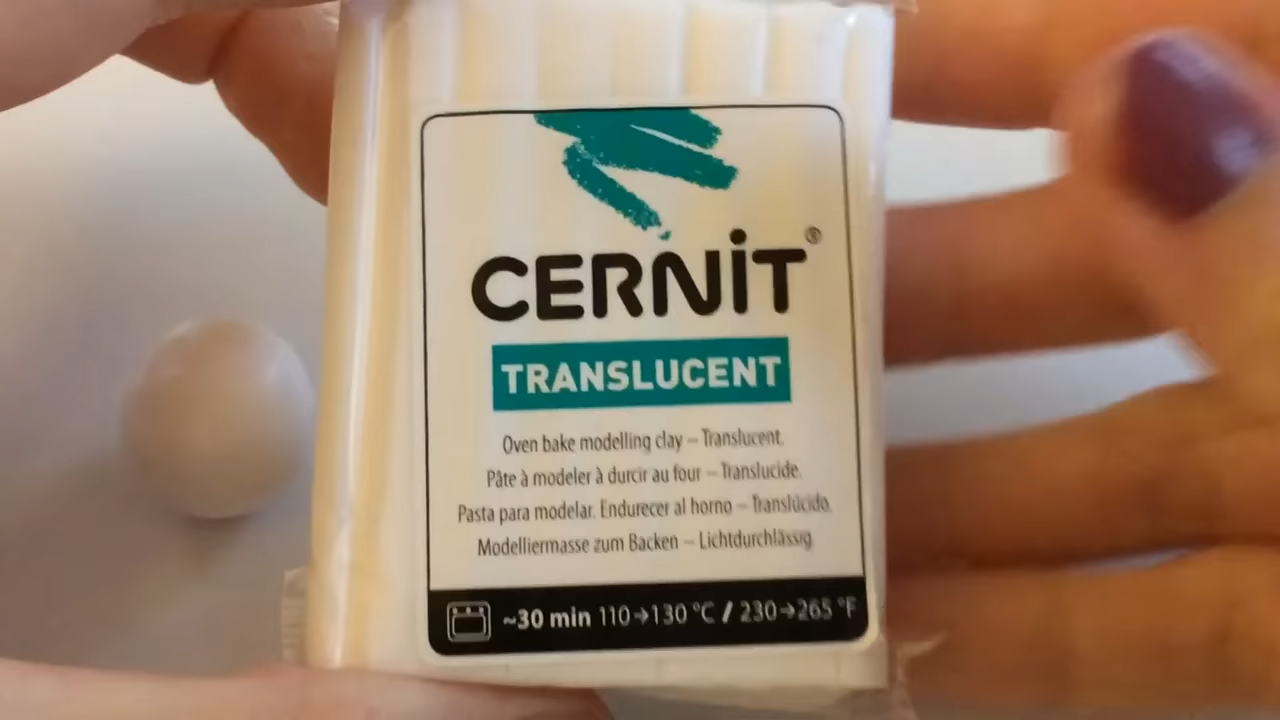 CERNiT®
TRANSLUCENT
Oven bake modelling clay – Translucent.
Pâte à modeler à durcir au four – Translucide.
Pasta para modelar. Endurecer al horno – Translúcido.
Modelliermasse zum Backen – Lichtdurchlässig
~30 min 110→130 °C / 230→265 °F